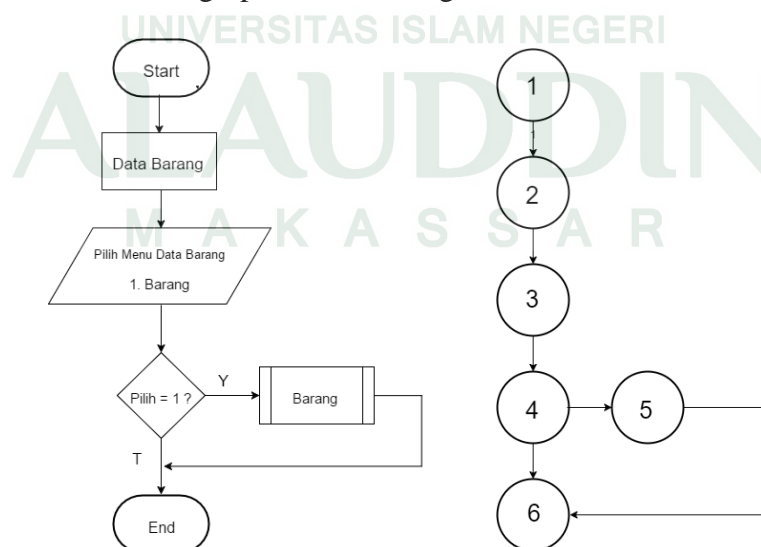 UNIVERSITAS ISLAM NEGERI
ALAUDDIN
MAKASSAR
Start
Data Barang
Pilih Menu Data Barang
1. Barang
Pilih = 1 ?
Y
Barang
T
End
1
1
2
3
4
5
6